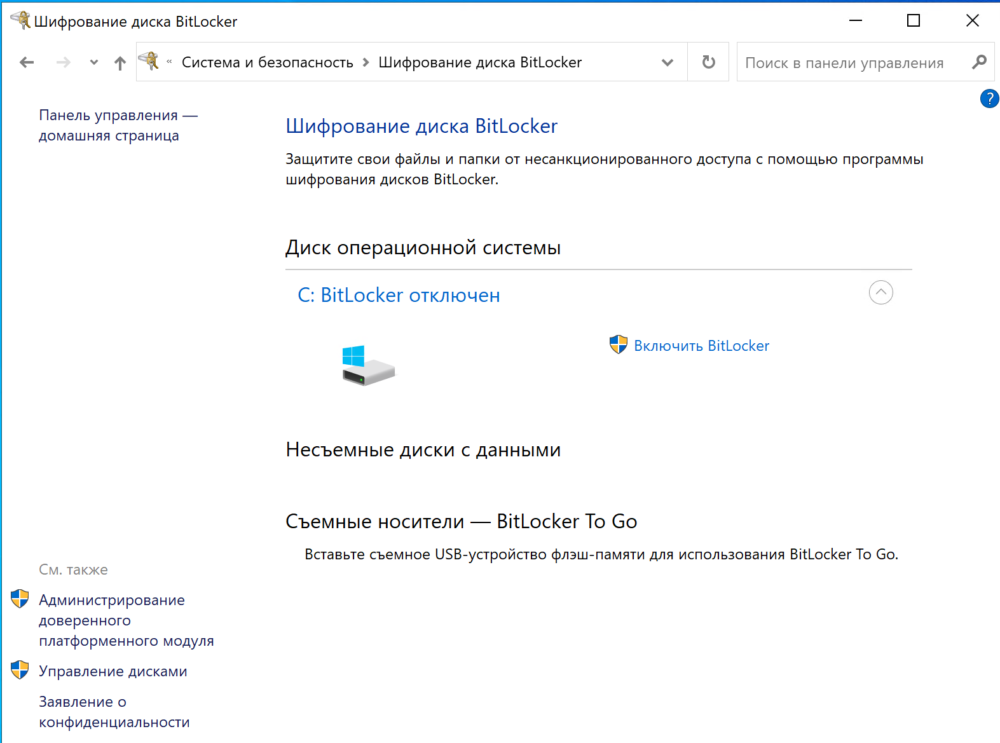 Шифрование диска BitLocker
« Система и безопасность > Шифрование диска BitLocker
Поиск в панели управления
?
Панель управления —
домашняя страница
Шифрование диска BitLocker
Защитите свои файлы и папки от несанкционированного доступа с помощью программы
шифрования дисков BitLocker.
Диск операционной системы
C: BitLocker отключен
Включить BitLocker
Несъемные диски с данными
Съемные носители — BitLocker To Go
Вставьте съемное USB-устройство флэш-памяти для использования BitLocker To Go.
См. также
Администрирование
доверенного
платформенного модуля
Управление дисками
Заявление о
конфиденциальности